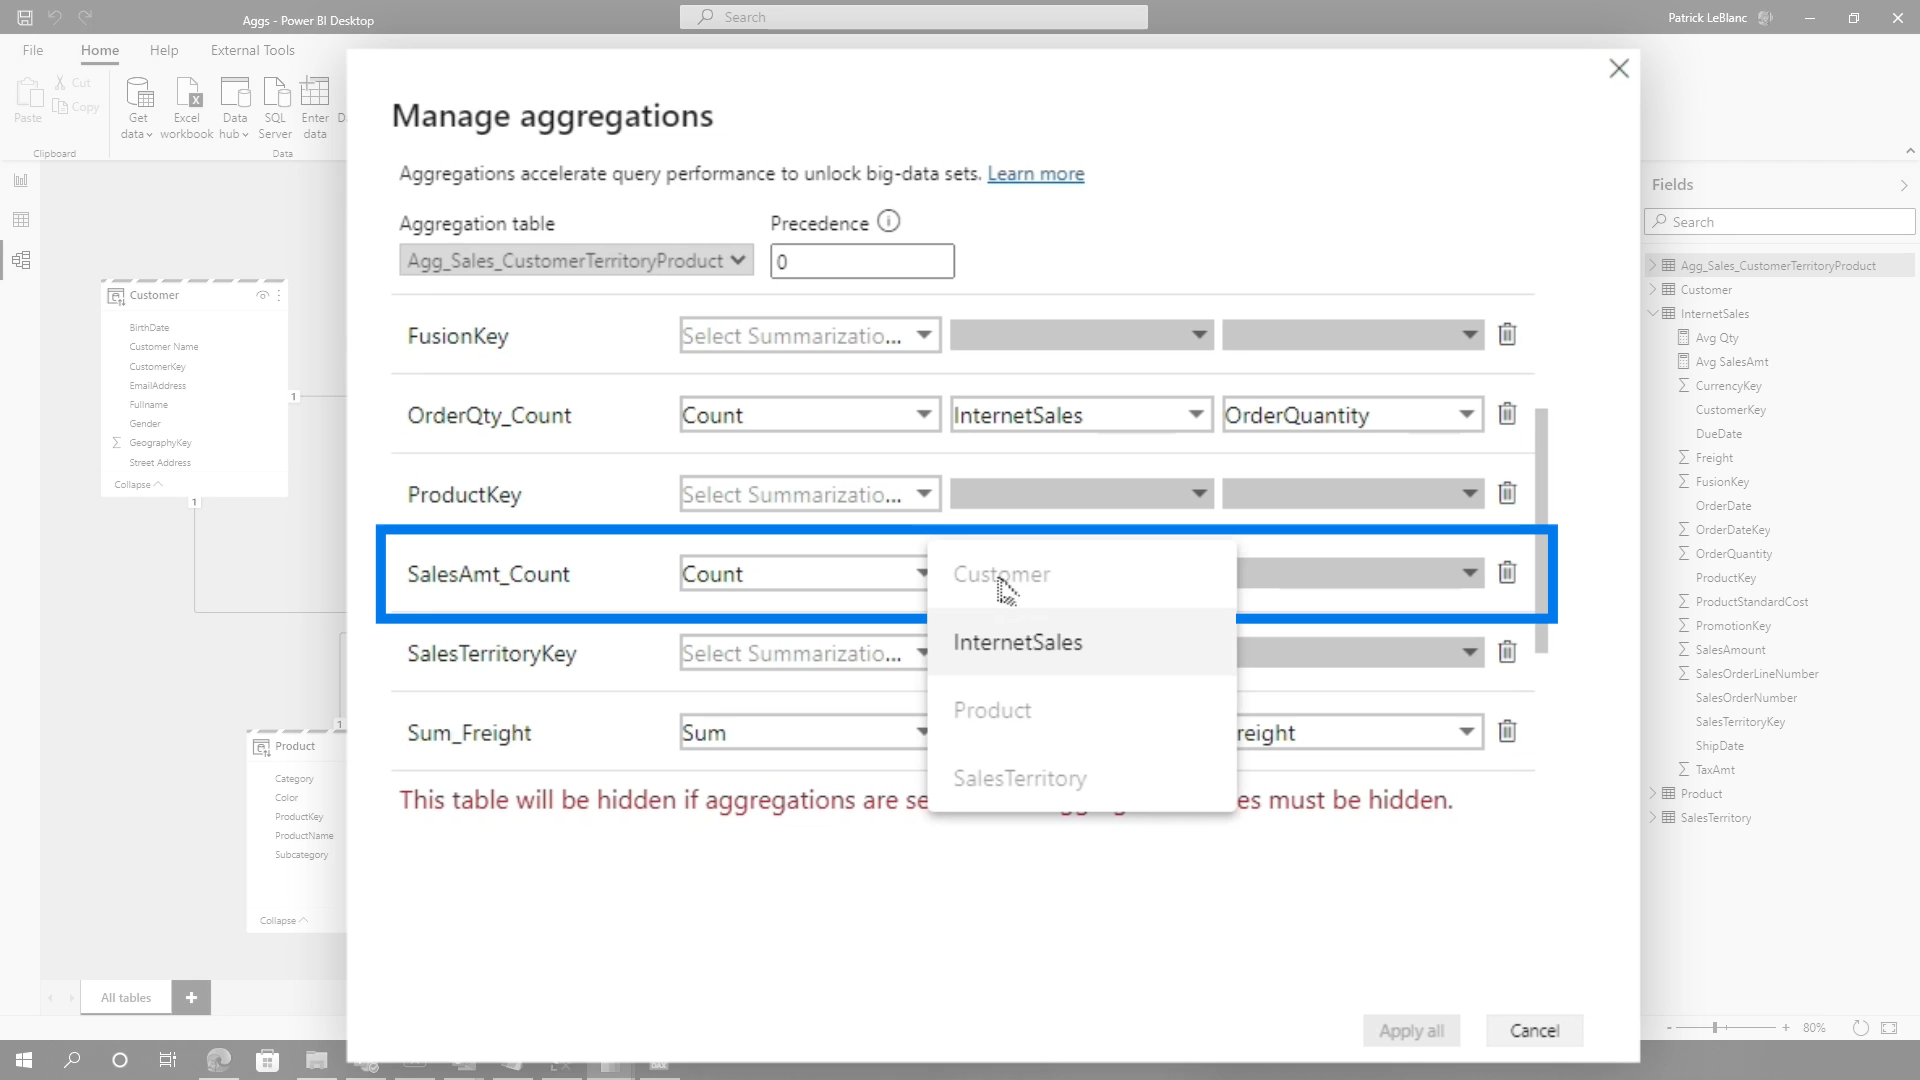 Aggs - Power BI Desktop
Search
Patrick LeBlanc
File
Home
Help
External Tools
Paste
Cut
Copy
Get data
Excel workbook
Data hub
SQL Server
Enter data
Clipboard
Data
Manage aggregations
Aggregations accelerate query performance to unlock big-data sets. Learn more
Aggregation table
Precedence
Agg_Sales_CustomerTerritoryProduct
0
FusionKey
Select Summarizatio...
OrderQty_Count
Count
InternetSales
OrderQuantity
ProductKey
Select Summarizatio...
SalesAmt_Count
Count
SalesTerritoryKey
Select Summarizatio...
Sum_Freight
Sum
reight
Customer
InternetSales
Product
SalesTerritory
This table will be hidden if aggregations are se
es must be hidden.
Apply all
Cancel
Customer
BirthDate
Customer Name
CustomerKey
EmailAddress
Fullname
Gender
GeographyKey
Street Address
Collapse
1
1
1
Product
Category
Color
ProductKey
ProductName
Subcategory
Collapse
All tables
Fields
Search
Agg_Sales_CustomerTerritoryProduct
Customer
InternetSales
Avg Qty
Avg SalesAmt
CurrencyKey
CustomerKey
DueDate
Freight
FusionKey
OrderDate
OrderDateKey
OrderQuantity
ProductKey
ProductStandardCost
PromotionKey
SalesAmount
SalesOrderLineNumber
SalesOrderNumber
SalesTerritoryKey
ShipDate
TaxAmt
Product
SalesTerritory
80%